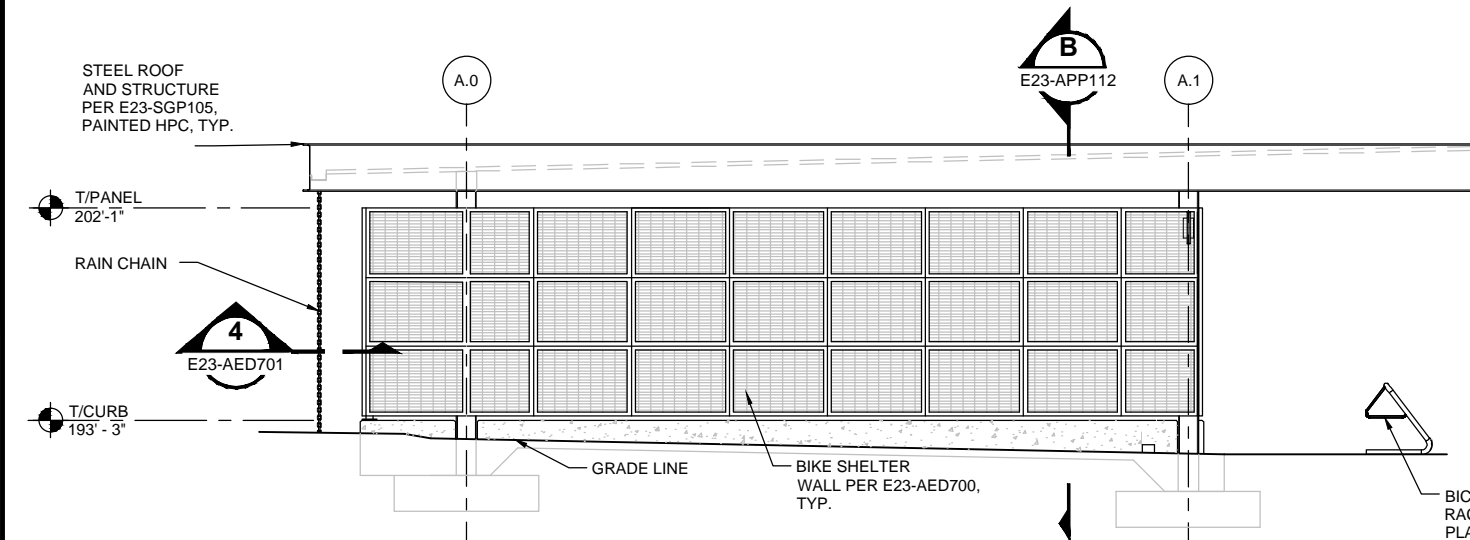 STEEL ROOF
AND STRUCTURE
PER E23-SGP105,
PAINTED HPC, TYP.
A.0
B
E23-APP112
A.1
T/PANEL
202'-1"
RAIN CHAIN
4
E23-AED701
T/CURB
193' - 3"
GRADE LINE
BIKE SHELTER
WALL PER E23-AED700,
TYP.
BIC
RAC
PLA